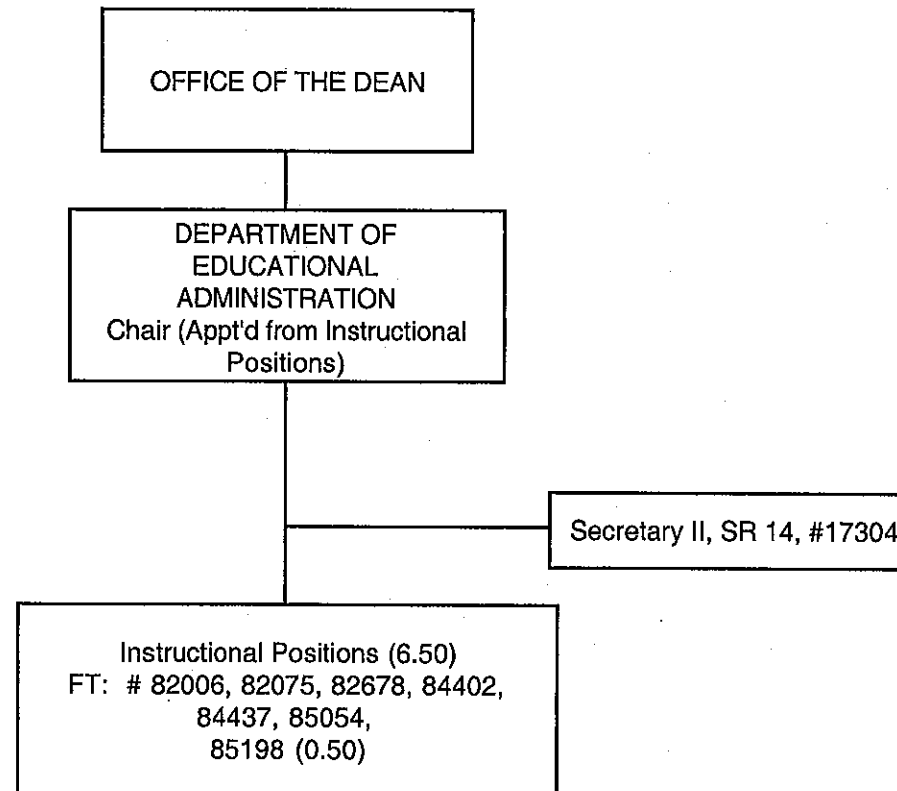 OFFICE OF THE DEAN
DEPARTMENT OF
EDUCATIONAL
ADMINISTRATION
Chair (Appt'd from Instructional
Positions)
Secretary II, SR 14, #17304
Instructional Positions (6.50)
FT: # 82006, 82075, 82678, 84402,
84437, 85054,
85198 (0.50)